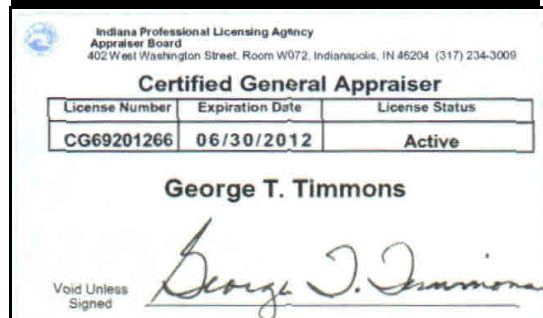 Indiana Professional Licensing Agency
Appraiser Board
402 West Washington Street, Room W072, Indianapolis, IN 46204 (317) 234-3009
Certified General Appraiser
License Number Expiration Date License Status
CG69201266 06/30/2012 Active
George T. Timmons
George T. Timmons
Void Unless
Signed